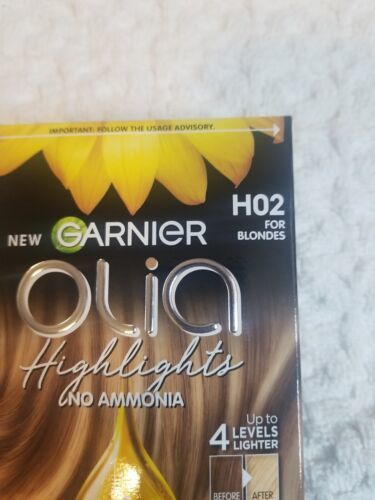 IMPORTANT: FOLLOW THE USAGE ADVISORY.
NEW GARNIER
H02
FOR
BLONDES
OLIA
Highlights
NO AMMONIA
Up to
4 LEVELS
LIGHTER
BEFORE AFTER